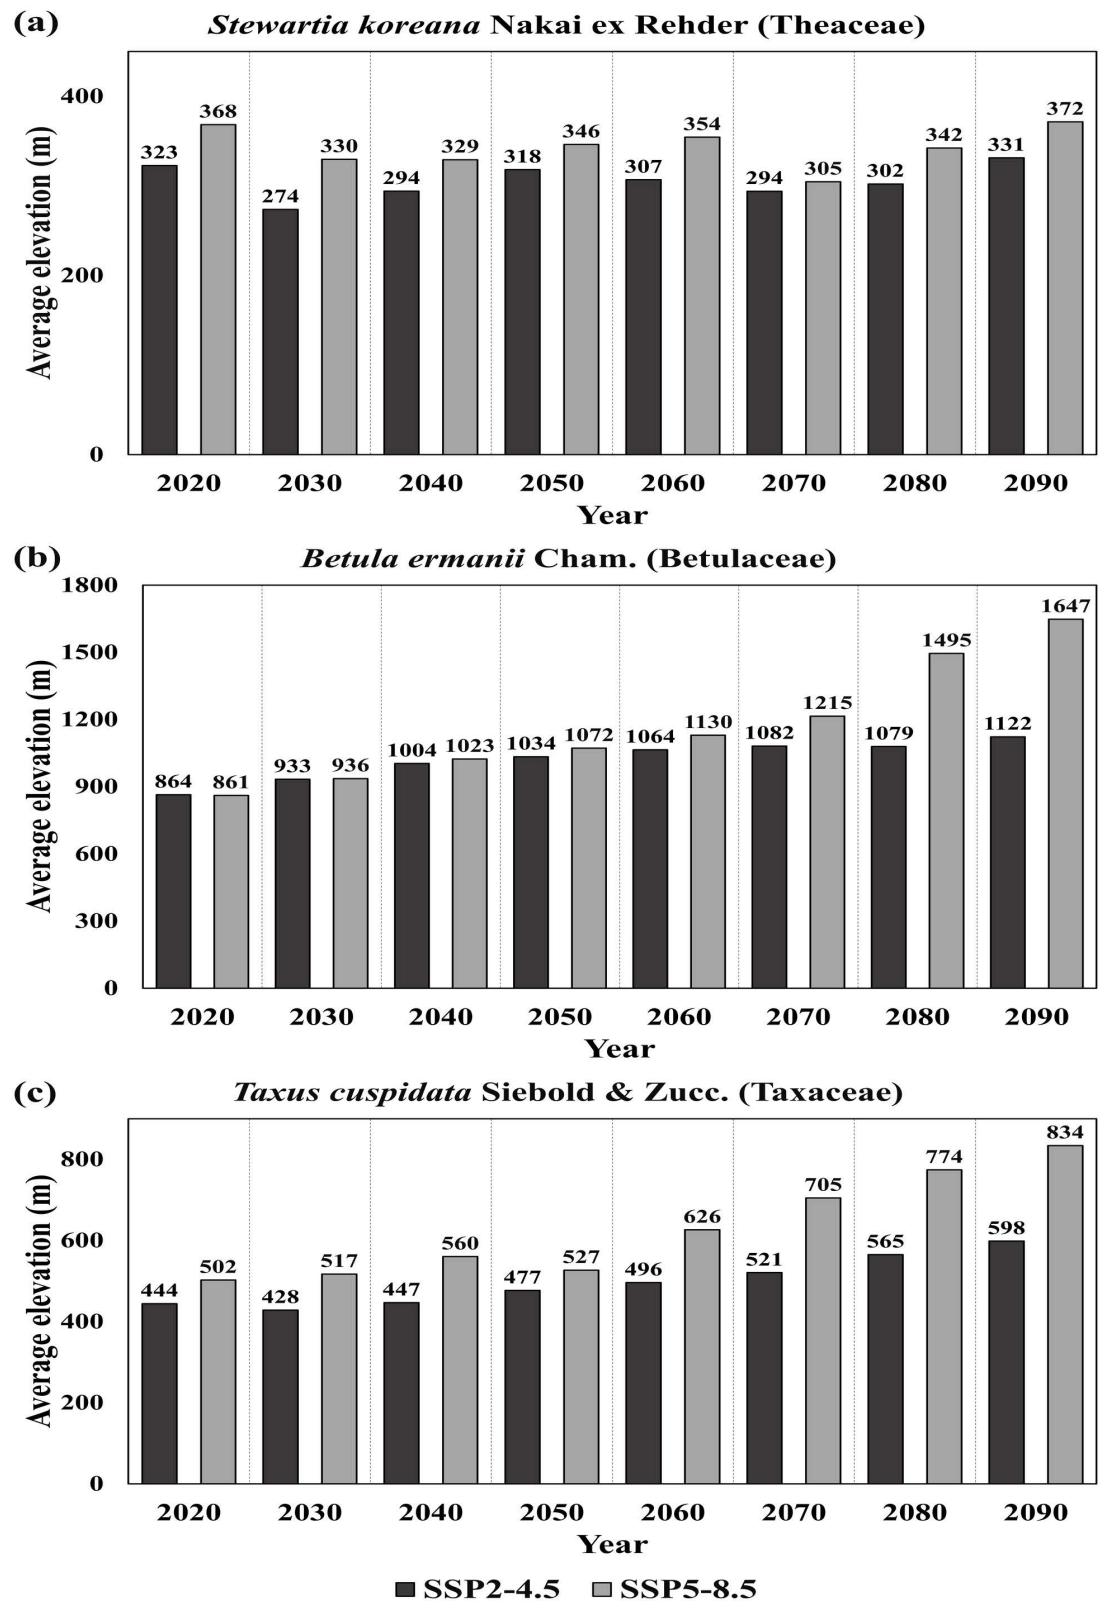 (a) Stewartia koreana Nakai ex Rehder (Theaceae)
Average elevation (m)
400
200
0
323 368 274 330 294 329 318 346 307 354 294 305 302 342 331 372
2020 2030 2040 2050 2060 2070 2080 2090
Year
(b) Betula ermanii Cham. (Betulaceae)
Average elevation (m)
1800
1500
1200
900
600
300
0
864 861 933 936 1004 1023 1034 1072 1064 1130 1082 1215 1079 1495 1122 1647
2020 2030 2040 2050 2060 2070 2080 2090
Year
(c) Taxus cuspidata Siebold & Zucc. (Taxaceae)
Average elevation (m)
800
600
400
200
0
444 502 428 517 447 560 477 527 496 626 521 705 565 774 598 834
2020 2030 2040 2050 2060 2070 2080 2090
Year
SSP2-4.5 SSP5-8.5